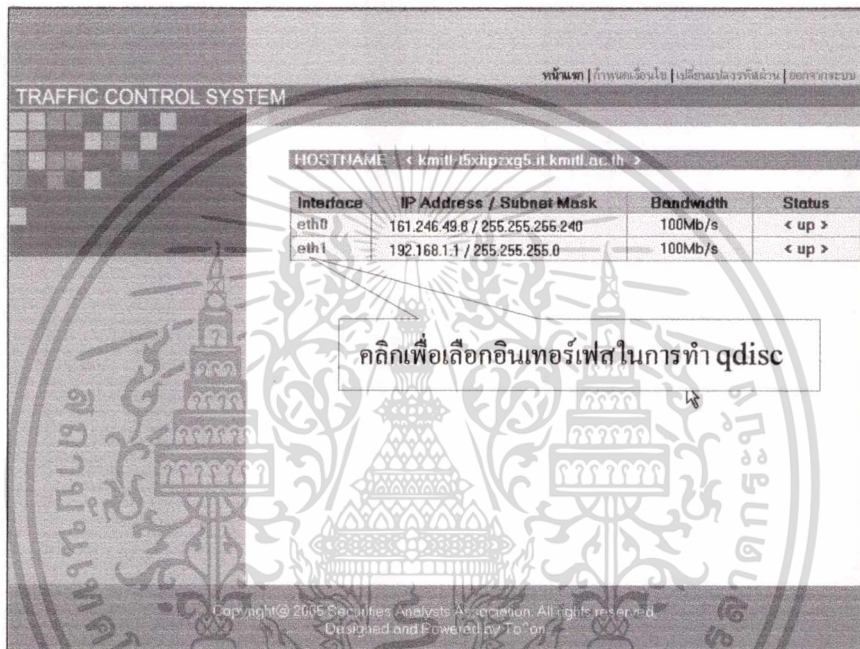 หน้าแรก | กำหนดเงื่อนไข | เปลี่ยนแปลงรหัสผ่าน | ออกจากระบบ
TRAFFIC CONTROL SYSTEM
HOSTNAME : < kmitl-t5xhpzxg5.it.kmitl.ac.th >
Interface IP Address / Subnet Mask Bandwidth Status
eth0 161.246.49.6 / 255.255.255.240 100Mb/s < up >
eth1 192.168.1.1 / 255.255.255.0 100Mb/s < up >
คลิกเพื่อเลือกอินเทอร์เฟสในการทำ qdisc
Copyright@ 2005 Securities Analysts Association. All rights reserved.
Designed and Powered by